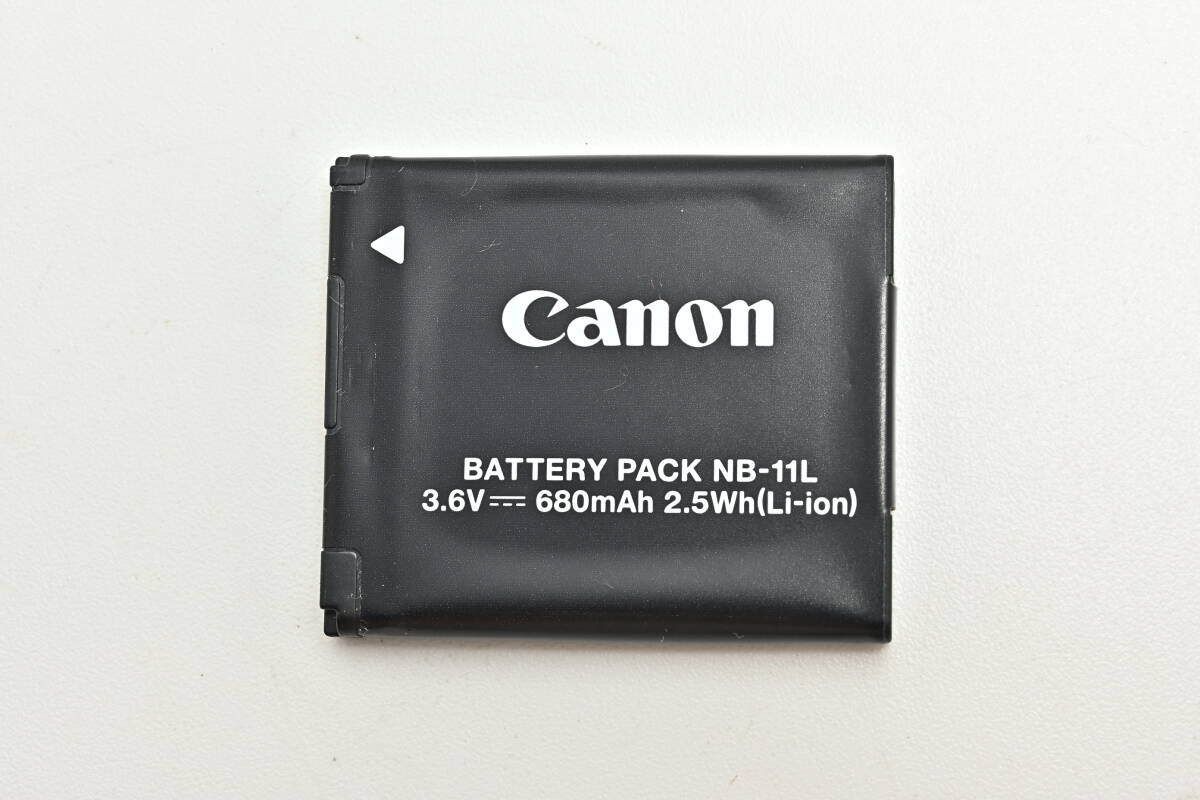 Canon
BATTERY PACK NB-11L
3.6V⎓ 680mAh 2.5Wh(Li-ion)